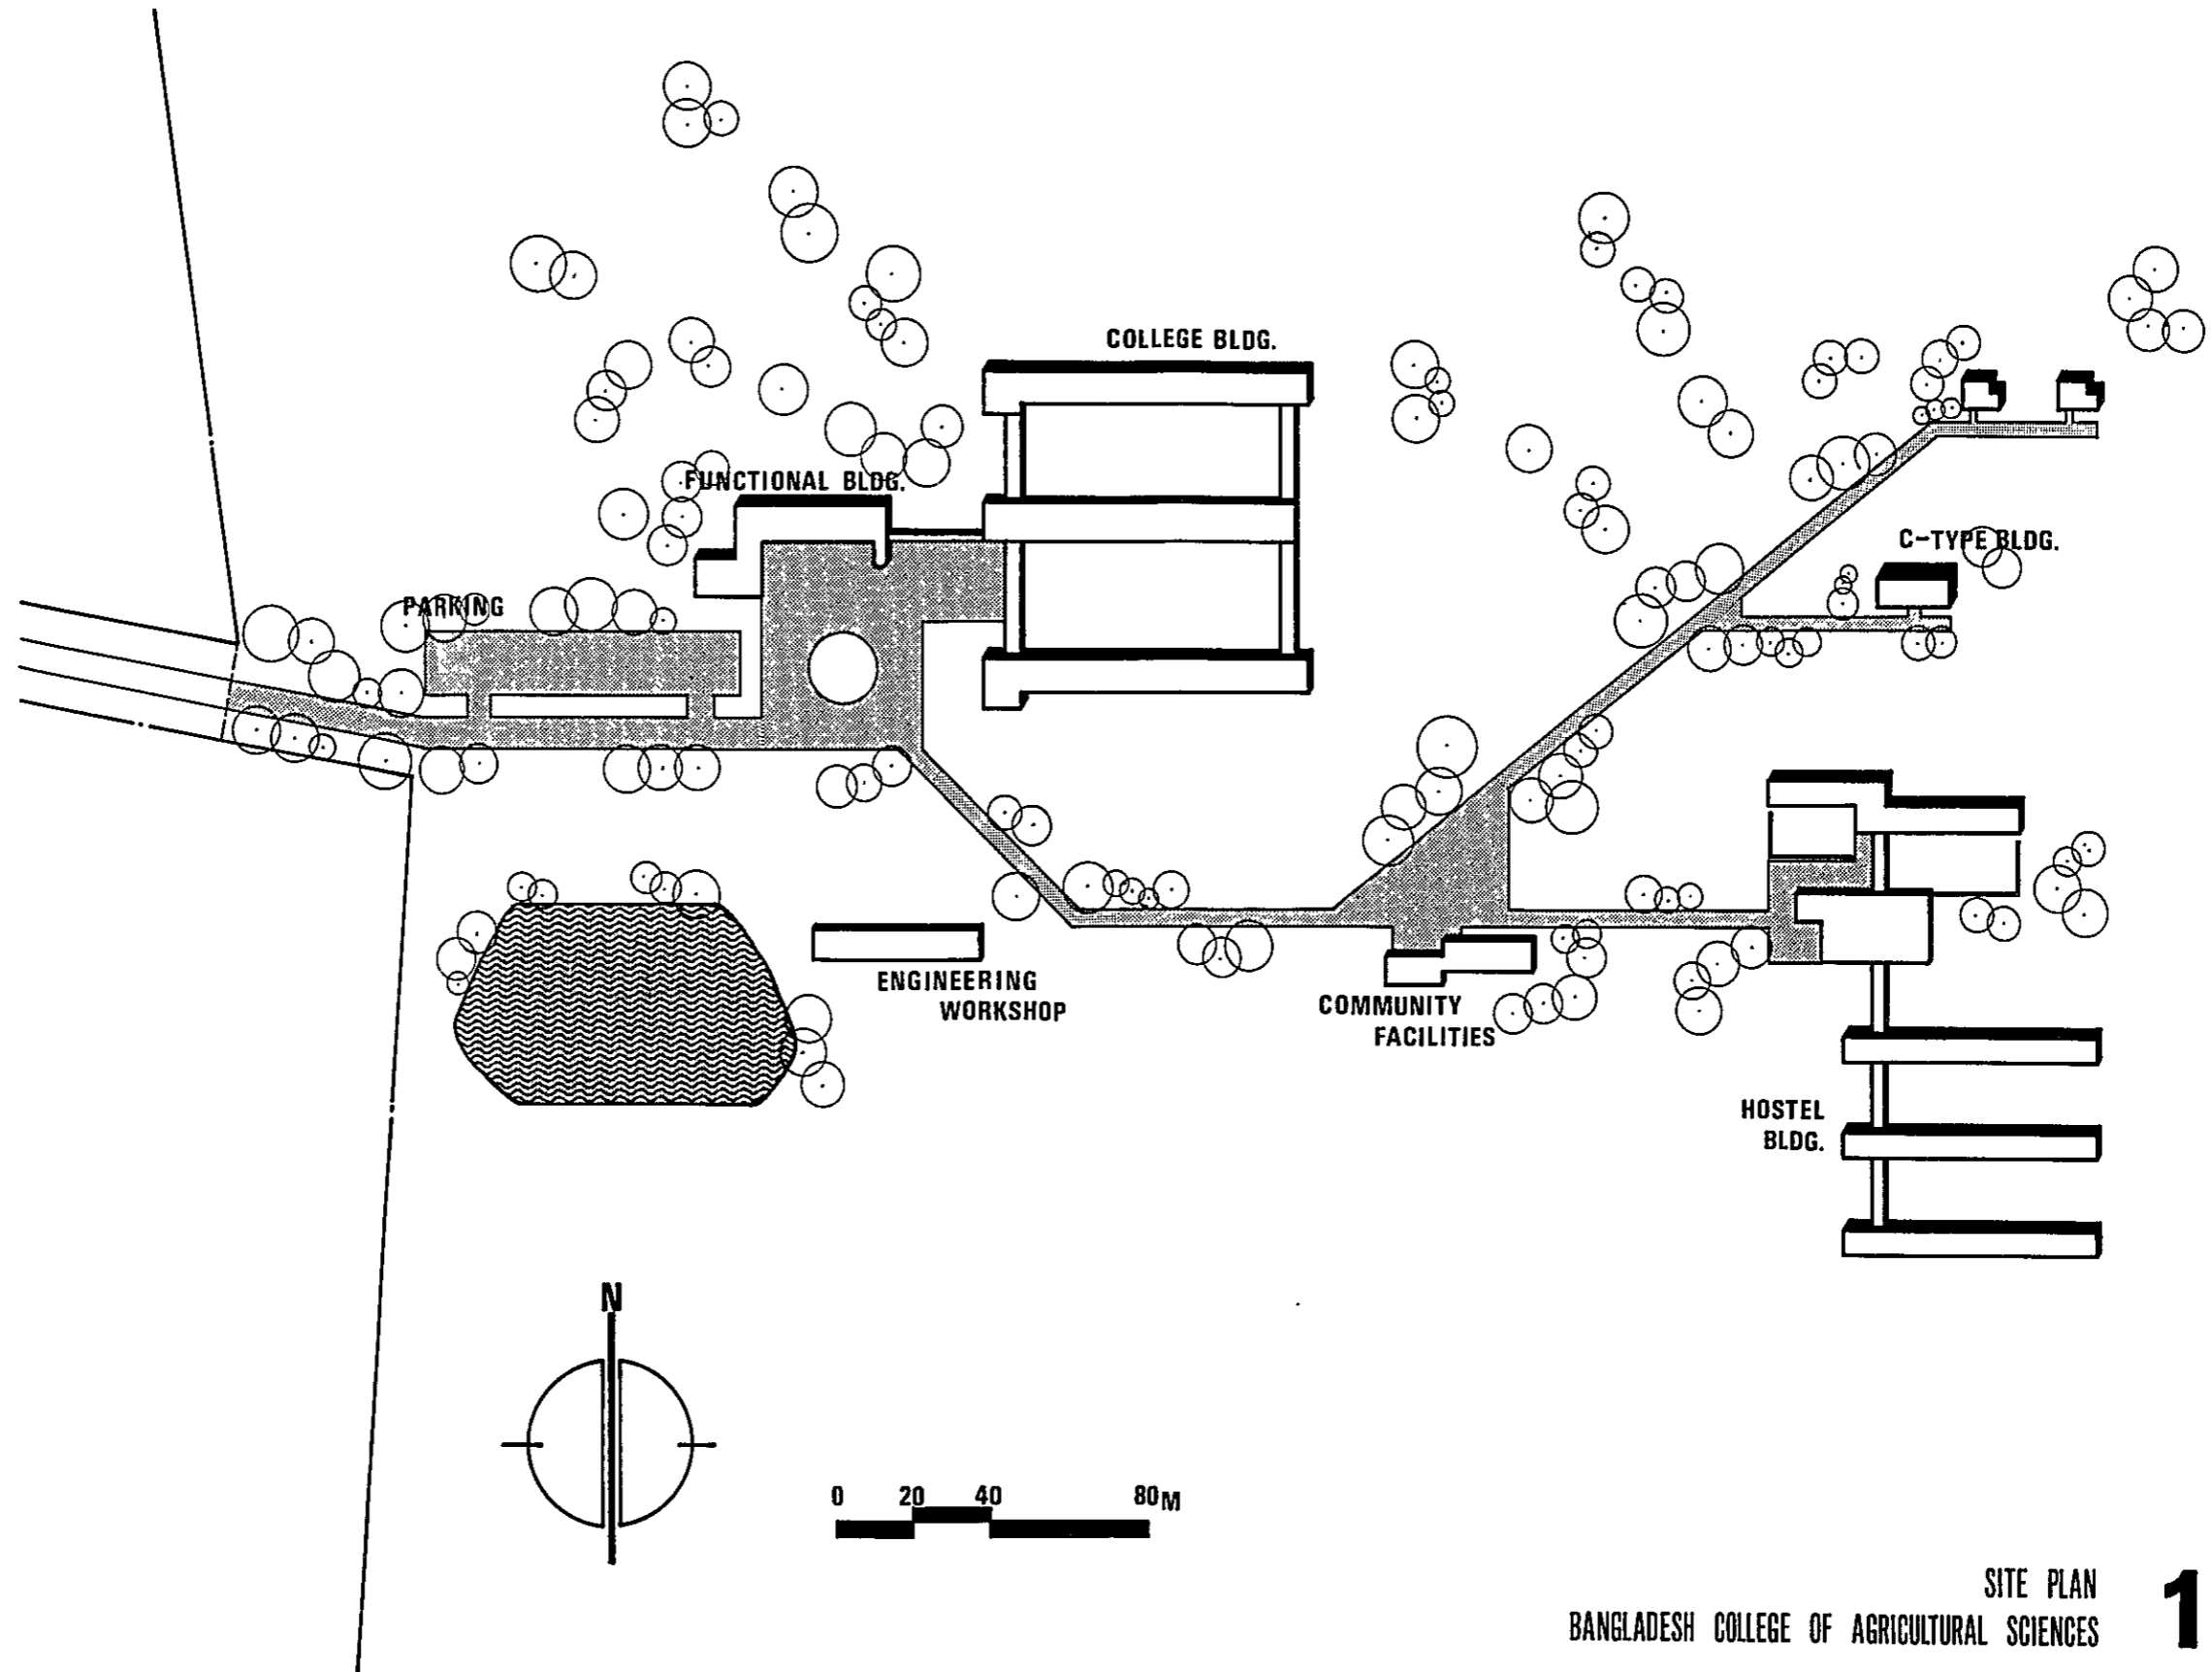 COLLEGE BLDG.
FUNCTIONAL BLDG.
C-TYPE BLDG.
PARKING
ENGINEERING
WORKSHOP
COMMUNITY
FACILITIES
HOSTEL
BLDG.
N
0 20 40 80M
SITE PLAN
BANGLADESH COLLEGE OF AGRICULTURAL SCIENCES
1